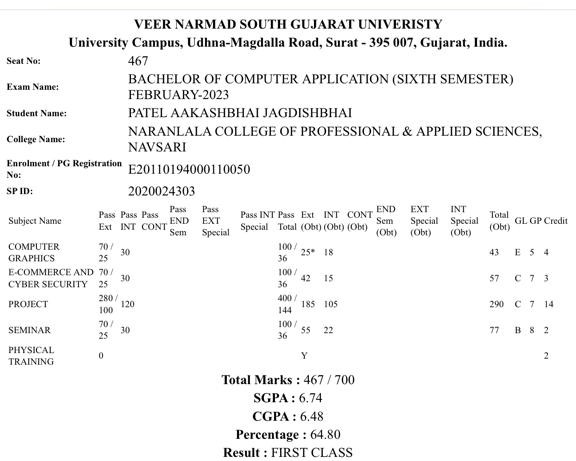 VEER NARMAD SOUTH GUJARAT UNIVERISTY
University Campus, Udhna-Magdalla Road, Surat - 395 007, Gujarat, India.
Seat No: 467
Exam Name: BACHELOR OF COMPUTER APPLICATION (SIXTH SEMESTER) FEBRUARY-2023
Student Name: PATEL AAKASHBHAI JAGDISHBHAI
College Name: NARANLALA COLLEGE OF PROFESSIONAL & APPLIED SCIENCES, NAVSARI
Enrolment / PG Registration No: E20110194000110050
SP ID: 2020024303
Subject Name Pass Ext Pass INT Pass CONT Pass END Sem Pass EXT Special Pass INT Special Pass Total Ext (Obt) INT (Obt) CONT (Obt) END Sem (Obt) EXT Special (Obt) INT Special (Obt) Total (Obt) GL GP Credit
COMPUTER GRAPHICS 70 / 25 30 100 / 36 25* 18 43 E 5 4
E-COMMERCE AND CYBER SECURITY 70 / 25 30 100 / 36 42 15 57 C 7 3
PROJECT 280 / 100 120 400 / 144 185 105 290 C 7 14
SEMINAR 70 / 25 30 100 / 36 55 22 77 B 8 2
PHYSICAL TRAINING 0 Y 2
Total Marks : 467 / 700
SGPA : 6.74
CGPA : 6.48
Percentage : 64.80
Result : FIRST CLASS